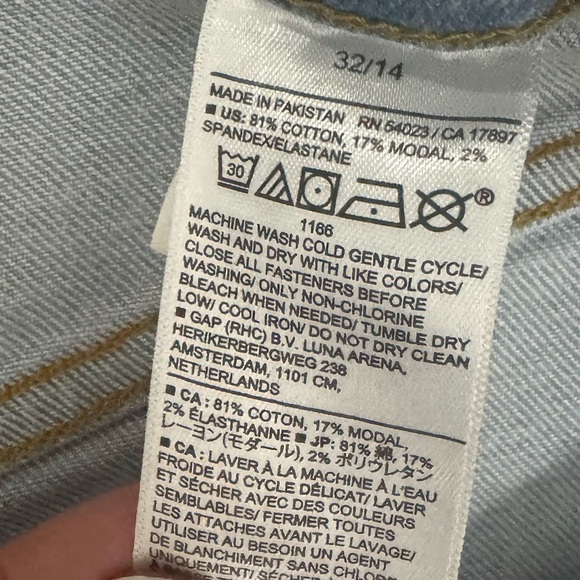 32/14
MADE IN PAKISTAN RN 54023 / CA 17897
■ US: 81% COTTON, 17% MODAL, 2%
SPANDEX/ELASTANE
30
®
1166
MACHINE WASH COLD GENTLE CYCLE/
WASH AND DRY WITH LIKE COLORS/
CLOSE ALL FASTENERS BEFORE
WASHING/ ONLY NON-CHLORINE
BLEACH WHEN NEEDED/ TUMBLE DRY
LOW/ COOL IRON/ DO NOT DRY CLEAN
■ GAP (RHC) B.V. LUNA ARENA,
HERIKERBERGWEG 238
AMSTERDAM, 1101 CM,
NETHERLANDS
■ CA : 81% COTON, 17% MODAL,
2% ÉLASTHANNE ■ JP: 81% 綿, 17%
レーヨン(モダール), 2% ポリウレタン
■ CA : LAVER À LA MACHINE À L'EAU
FROIDE AU CYCLE DÉLICAT/ LAVER
ET SÉCHER AVEC DES COULEURS
SEMBLABLES/ FERMER TOUTES
LES ATTACHES AVANT LE LAVAGE/
UTILISER AU BESOIN UN AGENT
DE BLANCHIMENT SANS CHLORE
UNIQUEMENT/ SÉCHER